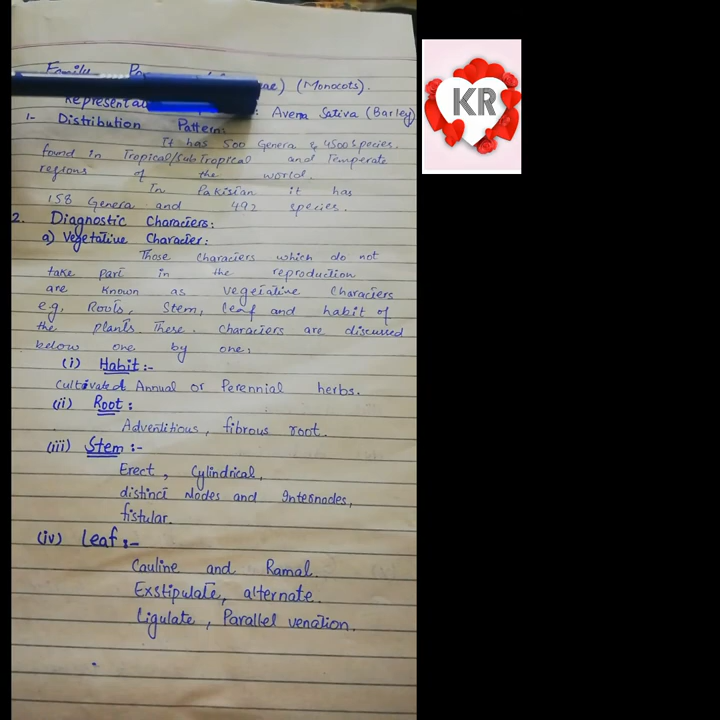 Family
ae) (Monocots).
Avena Sativa (Barley)
1- Distribution Pattern:
It has 500 Genera & 4500 species.
found in Tropical/SubTropical and Temperate
regions of the world.
In Pakistan it has
158 Genera and 492 species.
2. Diagnostic Characters:
a) Vegetative Character:
Those characters which do not
take part in the reproduction
are known as vegetative characters
e.g, Roots, Stem, leaf and habit of
the plants. These characters are discussed
below one by one;
(i) Habit:-
Cultivated Annual or Perennial herbs.
(ii) Root:
Adventitious, fibrous root.
(iii) Stem:-
Erect, Cylindrical,
distinct Nodes and Internodes,
fistular.
(iv) Leaf:-
Cauline and Ramal.
Exstipulate, alternate.
Ligulate, Parallel venation.
KR